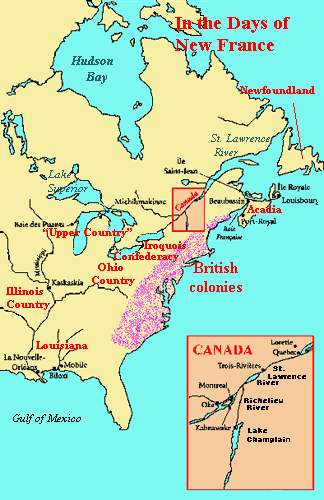 In the Days of
New France
Hudson
Bay
Newfoundland
St. Lawrence
River
Île
Saint-Jean
Lake
Superior
Michilimakinac
Canada
Beaubassin
Île Royale
Louisbourg
Acadia
Port-Royal
Baie
Française
Baie des Puants
"Upper Country"
Iroquois
Confederacy
Ohio
Country
British
colonies
Mississippi
Kaskaskia
Illinois
Country
Louisiana
La Nouvelle-
Orléans
Mobile
Biloxi
Gulf of Mexico
CANADA
Lorette
Québec
Trois-Rivières
St.
Lawrence
River
Montreal
Oka
Richelieu
River
Kahnawake
Lake
Champlain